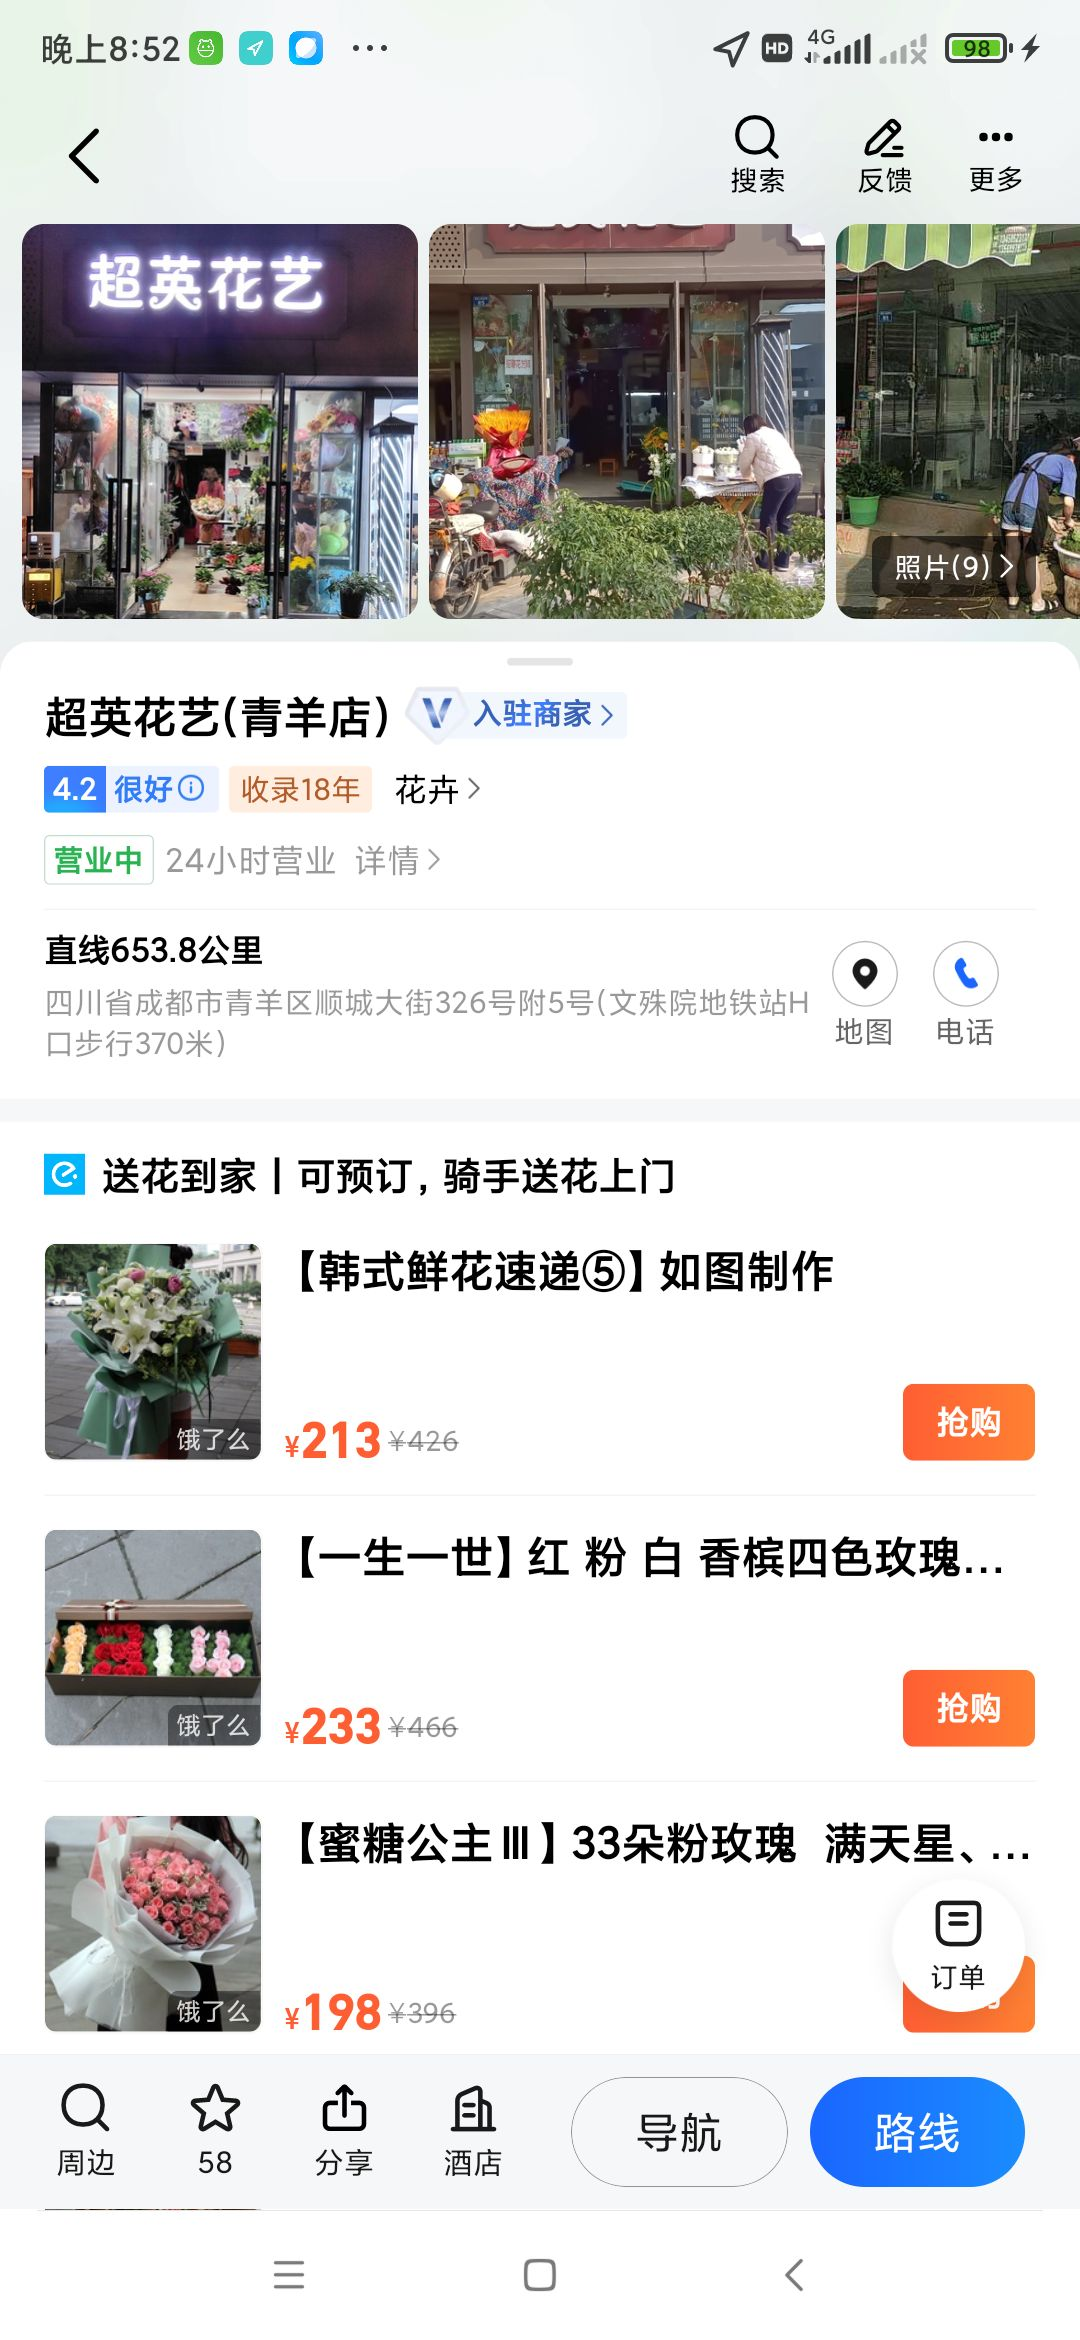 晚上8:52
HD
4G
98
搜索
反馈
更多
超英花艺
照片(9)
超英花艺(青羊店)
V 入驻商家
4.2 很好 收录18年 花卉
营业中 24小时营业 详情
直线653.8公里
四川省成都市青羊区顺城大街326号附5号(文殊院地铁站H
口步行370米)
地图
电话
送花到家 | 可预订, 骑手送花上门
【韩式鲜花速递⑤】如图制作
饿了么
¥213 ¥426
抢购
【一生一世】红 粉 白 香槟四色玫瑰...
饿了么
¥233 ¥466
抢购
【蜜糖公主Ⅲ】33朵粉玫瑰 满天星、...
饿了么
¥198 ¥396
订单
周边
58
分享
酒店
导航
路线